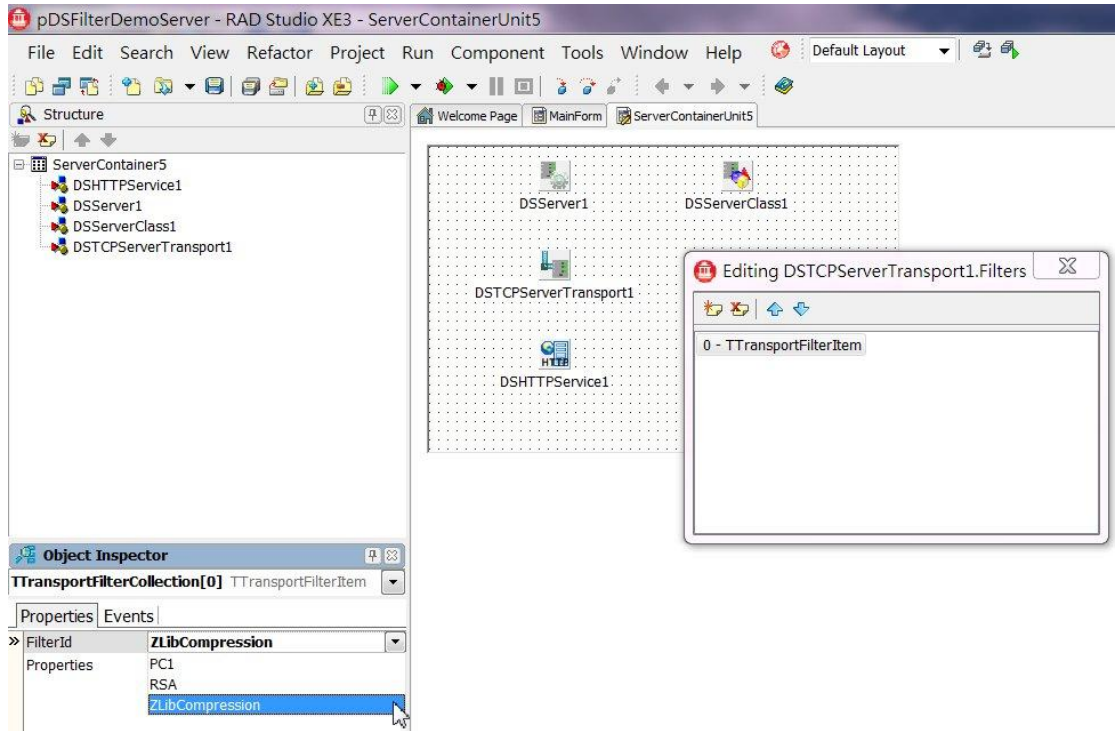 pDSFilterDemoServer - RAD Studio XE3 - ServerContainerUnit5
File Edit Search View Refactor Project Run Component Tools Window Help Default Layout
Structure
Welcome Page MainForm ServerContainerUnit5
ServerContainer5
DSHTTPService1
DSServer1
DSServerClass1
DSTCPServerTransport1
DSServer1 DSServerClass1
DSTCPServerTransport1
HTTP
DSHTTPService1
Editing DSTCPServerTransport1.Filters
0 - TTransportFilterItem
Object Inspector
TTransportFilterCollection[0] TTransportFilterItem
Properties Events
» FilterId ZLibCompression
Properties PC1
RSA
ZLibCompression